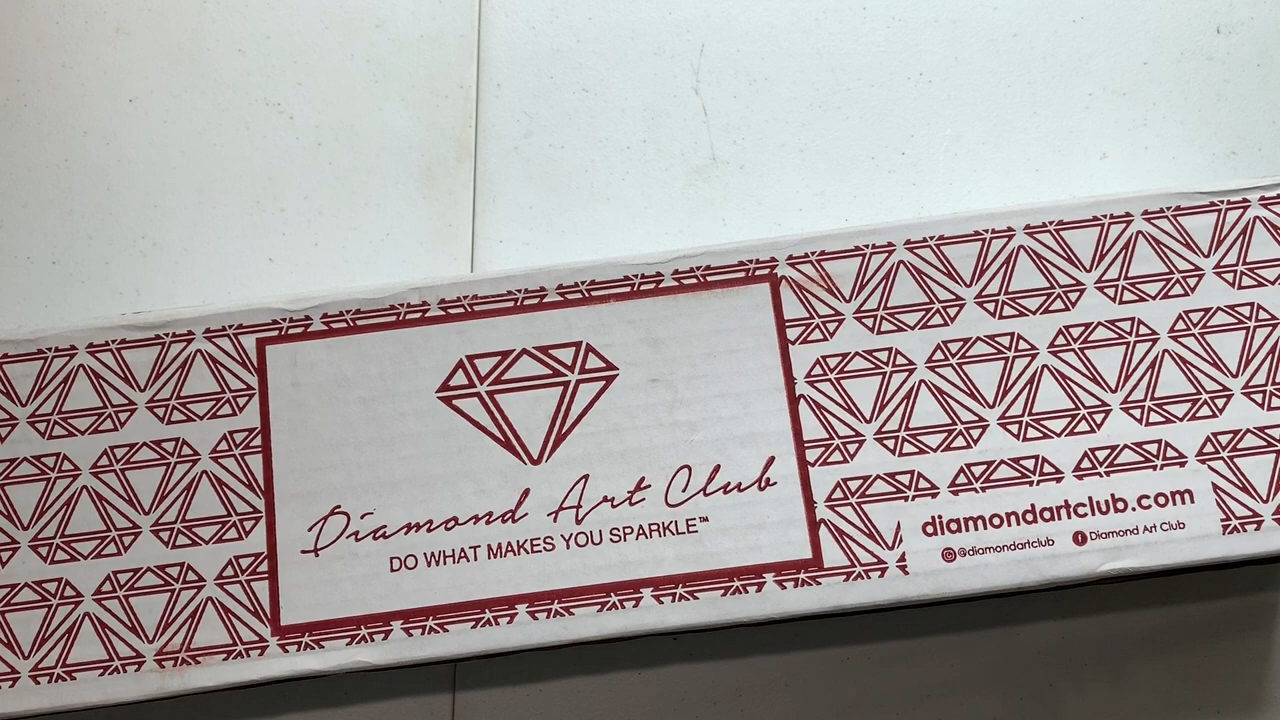 Diamond Art Club
DO WHAT MAKES YOU SPARKLE™
diamondartclub.com
@diamondartclub Diamond Art Club